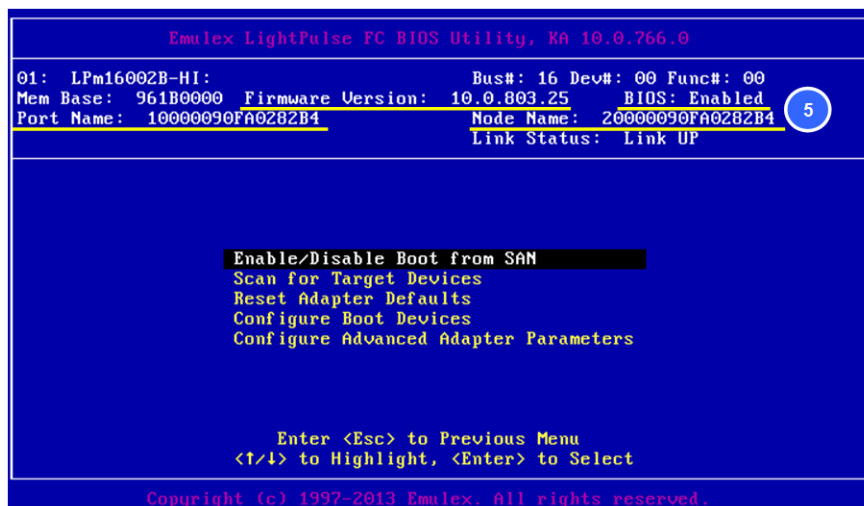 Emulex LightPulse FC BIOS Utility, KA 10.0.766.0
01: LPm16002B-HI: Bus#: 16 Dev#: 00 Func#: 00
Mem Base: 961B0000 Firmware Version: 10.0.803.25 BIOS: Enabled
Port Name: 10000090FA0282B4 Node Name: 20000090FA0282B4
5
Link Status: Link UP
Enable/Disable Boot from SAN
Scan for Target Devices
Reset Adapter Defaults
Configure Boot Devices
Configure Advanced Adapter Parameters
Enter <Esc> to Previous Menu
<↑/↓> to Highlight, <Enter> to Select
Copyright (c) 1997-2013 Emulex. All rights reserved.